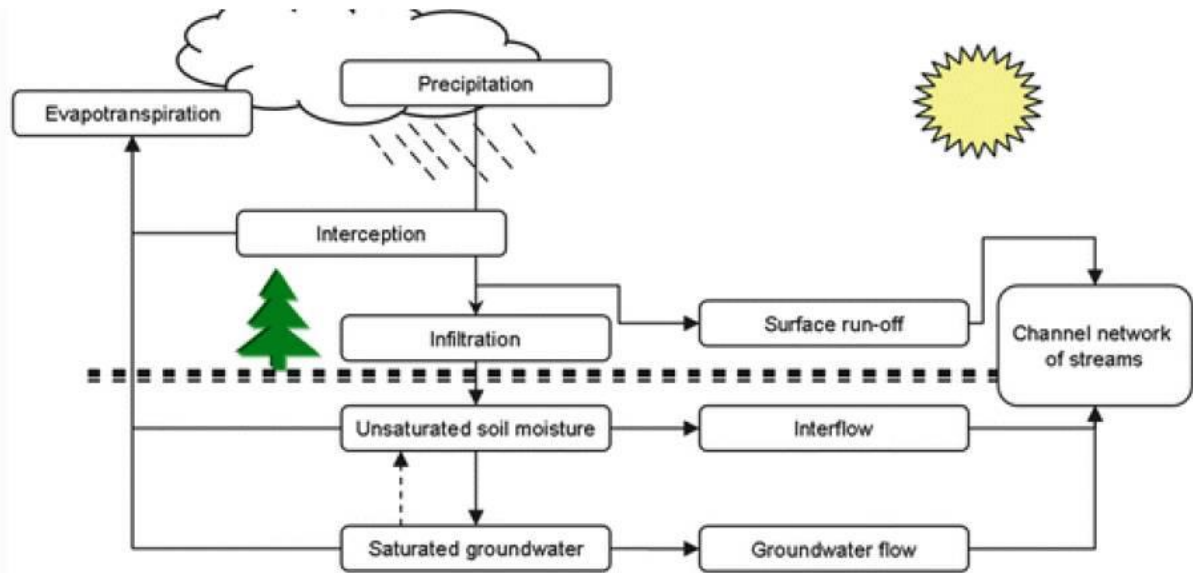 Precipitation
Evapotranspiration
Interception
Infiltration
Surface run-off
Channel network
of streams
Unsaturated soil moisture
Interflow
Saturated groundwater
Groundwater flow